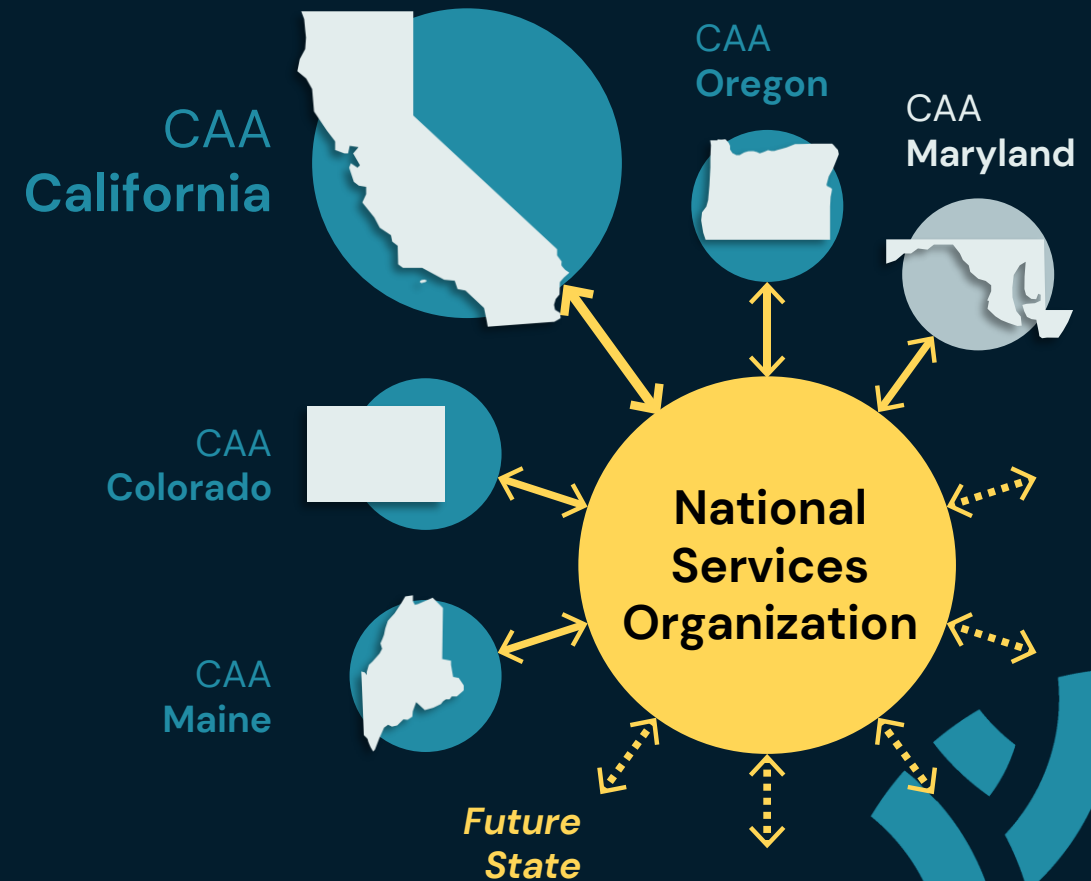 CAA
California
CAA
Oregon
CAA
Maryland
CAA
Colorado
CAA
Maine
National
Services
Organization
Future
State